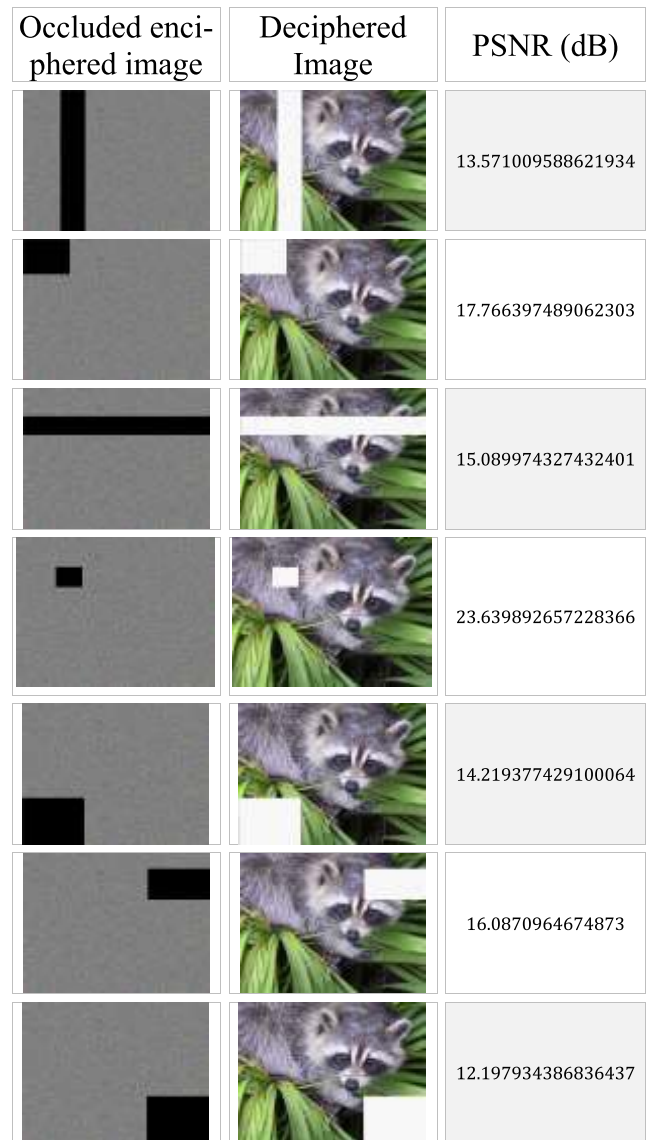 Occluded enci-
phered image
Deciphered
Image
PSNR (dB)
13.571009588621934
17.766397489062303
15.089974327432401
23.639892657228366
14.219377429100064
16.0870964674873
12.197934386836437